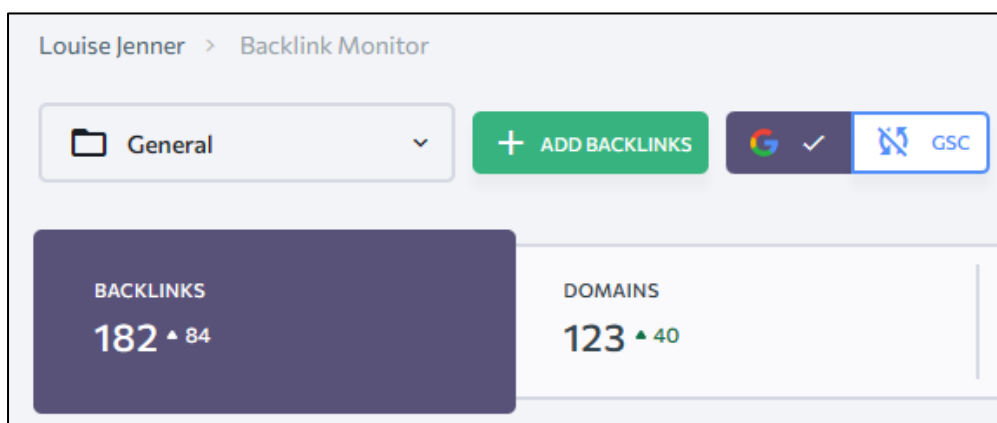 Louise Jenner > Backlink Monitor
General
ADD BACKLINKS
GSC
BACKLINKS
182 ▲ 84
DOMAINS
123 ▲ 40